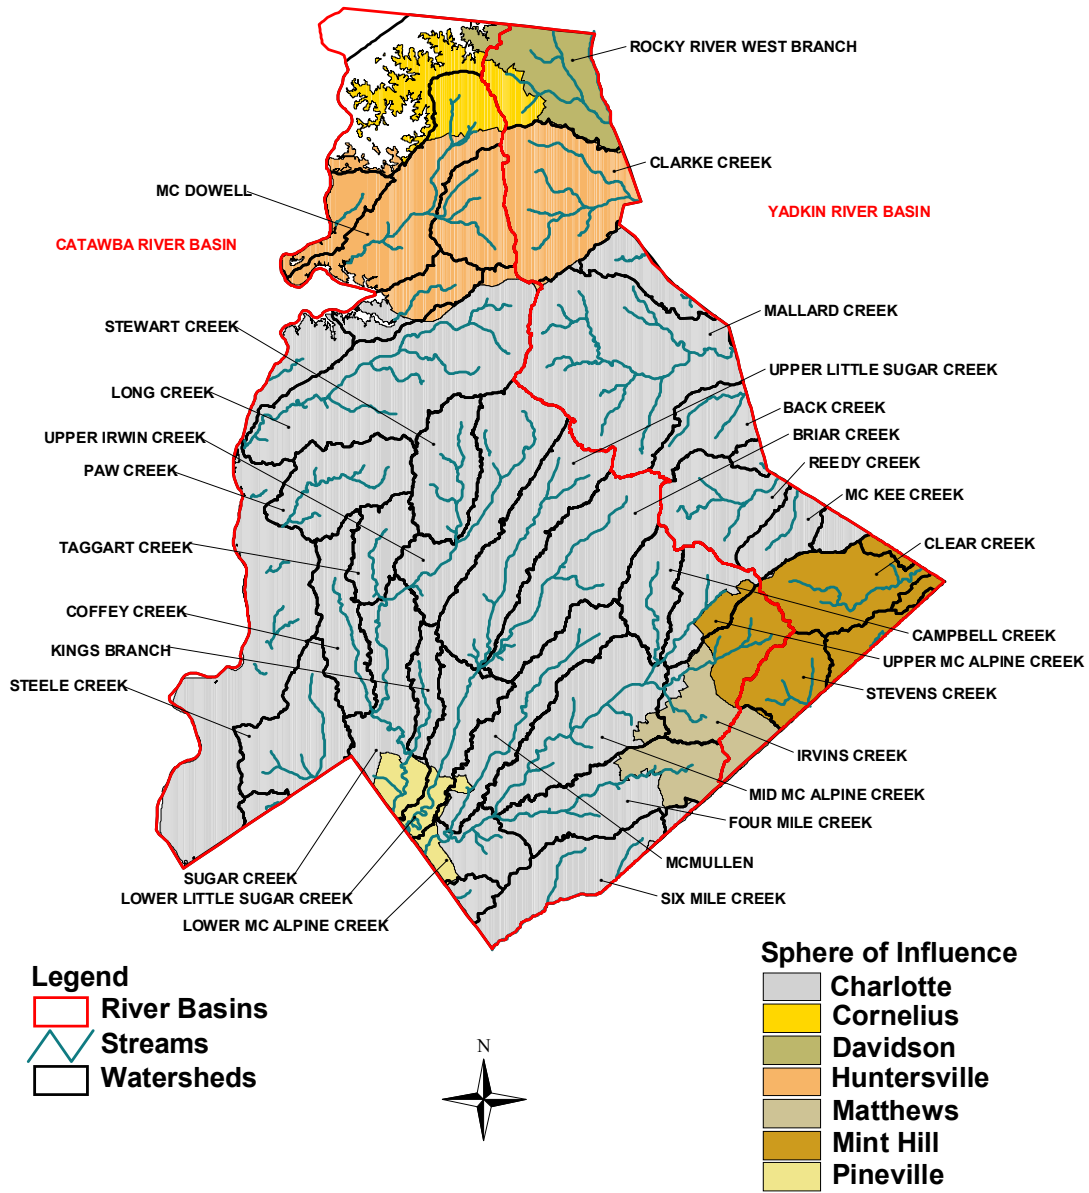 ROCKY RIVER WEST BRANCH
CLARKE CREEK
MC DOWELL
YADKIN RIVER BASIN
CATAWBA RIVER BASIN
MALLARD CREEK
STEWART CREEK
UPPER LITTLE SUGAR CREEK
LONG CREEK
BACK CREEK
UPPER IRWIN CREEK
BRIAR CREEK
PAW CREEK
REEDY CREEK
MC KEE CREEK
TAGGART CREEK
CLEAR CREEK
COFFEY CREEK
CAMPBELL CREEK
KINGS BRANCH
UPPER MC ALPINE CREEK
STEELE CREEK
STEVENS CREEK
IRVINS CREEK
MID MC ALPINE CREEK
FOUR MILE CREEK
MCMULLEN
SUGAR CREEK
LOWER LITTLE SUGAR CREEK
SIX MILE CREEK
LOWER MC ALPINE CREEK
Legend
River Basins
Streams
Watersheds
N
Sphere of Influence
Charlotte
Cornelius
Davidson
Huntersville
Matthews
Mint Hill
Pineville